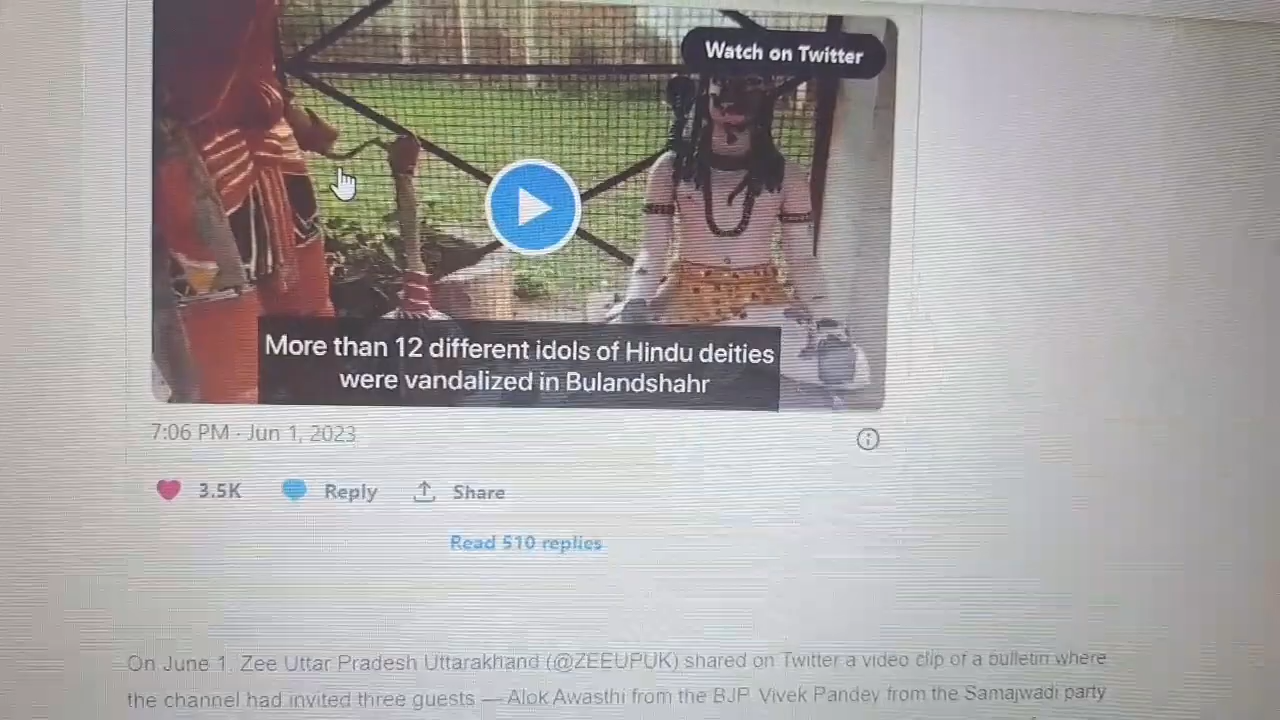 Watch on Twitter
More than 12 different idols of Hindu deities
were vandalized in Bulandshahr
7:06 PM · Jun 1, 2023
3.5K Reply Share
Read 510 replies
On June 1, Zee Uttar Pradesh Uttarakhand (@ZEEUPUK) shared on Twitter a video clip of a bulletin where
the channel had invited three guests — Alok Awasthi from the BJP, Vivek Pandey from the Samajwadi party